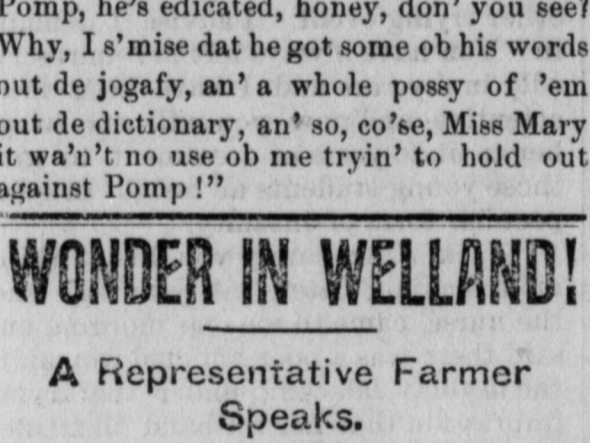 Pomp, he's edicated, honey, don' you see?
Why, I s'mise dat he got some ob his words
out de jogafy, an' a whole possy of 'em
out de dictionary, an' so, co'se, Miss Mary
it wa'n't no use ob me tryin' to hold out
against Pomp!"
WONDER IN WELLAND!
A Representative Farmer
Speaks.